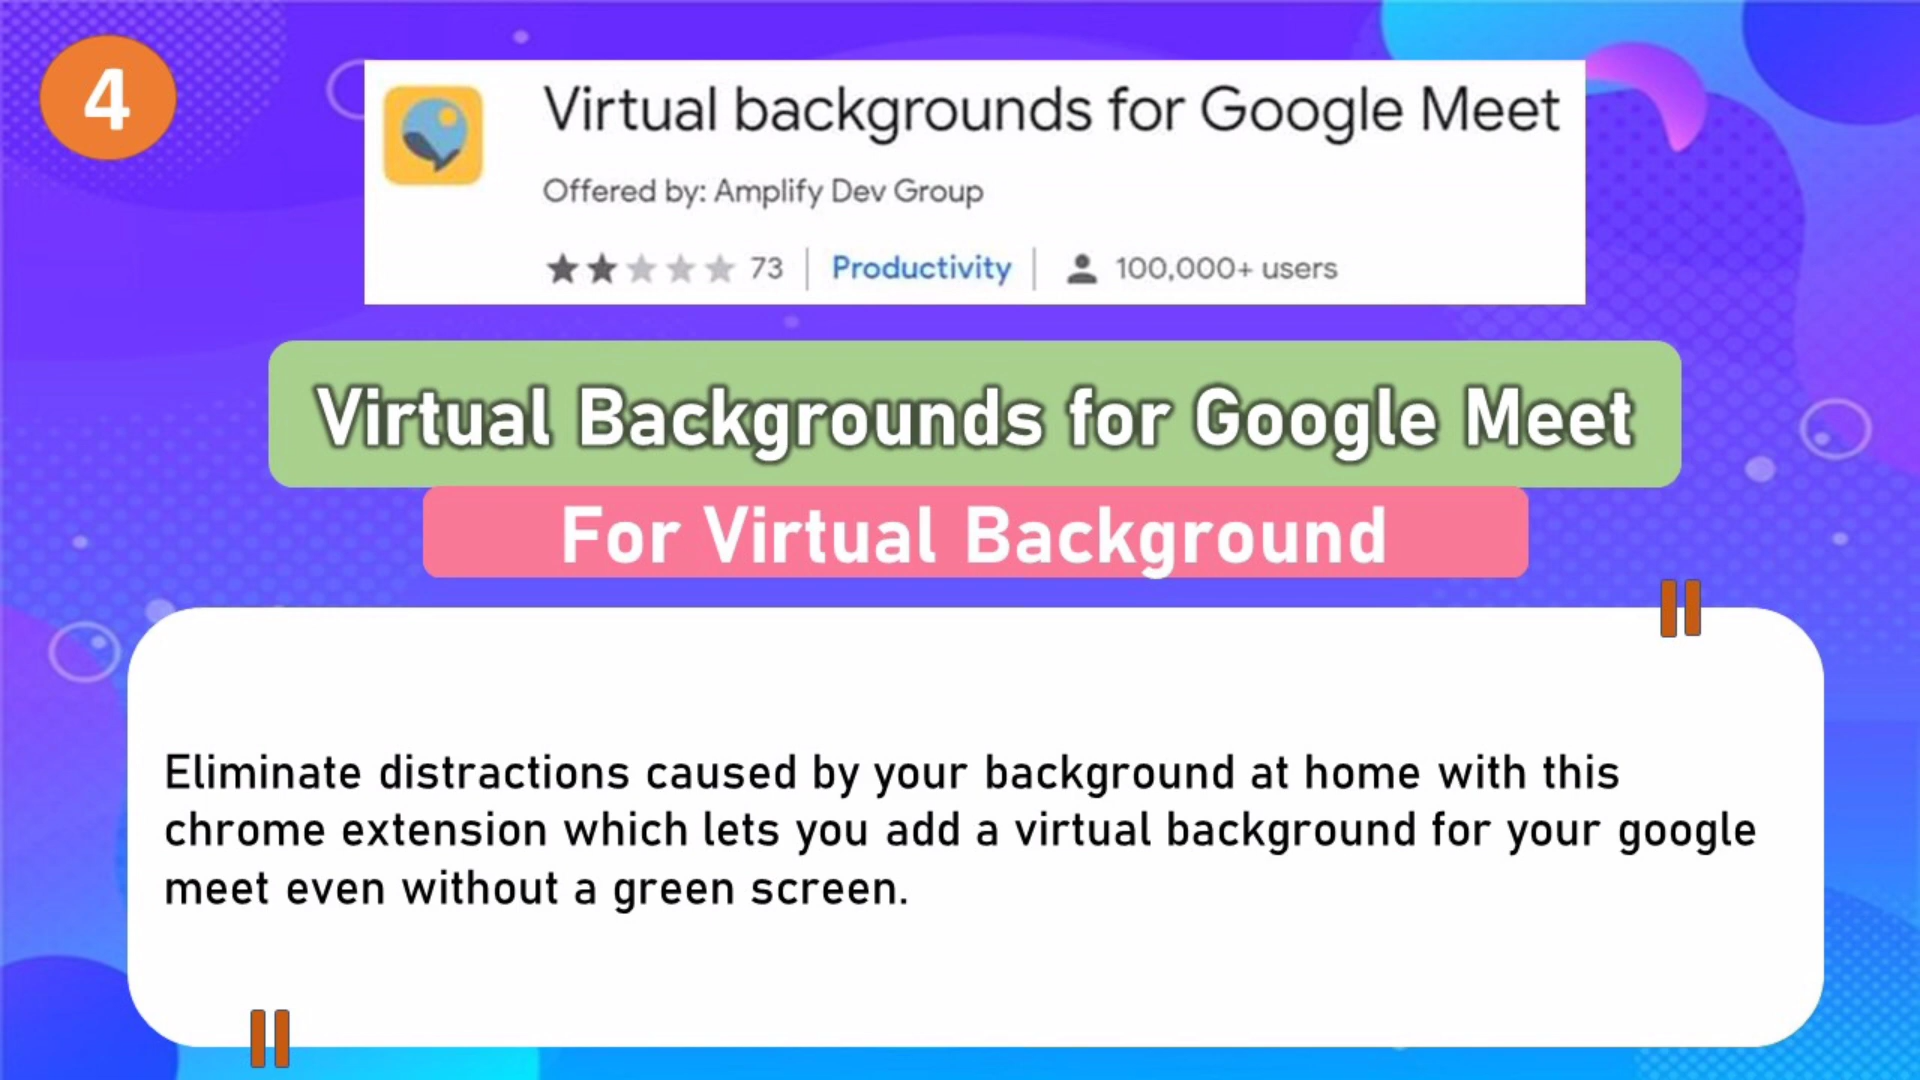 4
Virtual backgrounds for Google Meet
Offered by: Amplify Dev Group
73 | Productivity | 100,000+ users
Virtual Backgrounds for Google Meet
For Virtual Background
Eliminate distractions caused by your background at home with this
chrome extension which lets you add a virtual background for your google
meet even without a green screen.